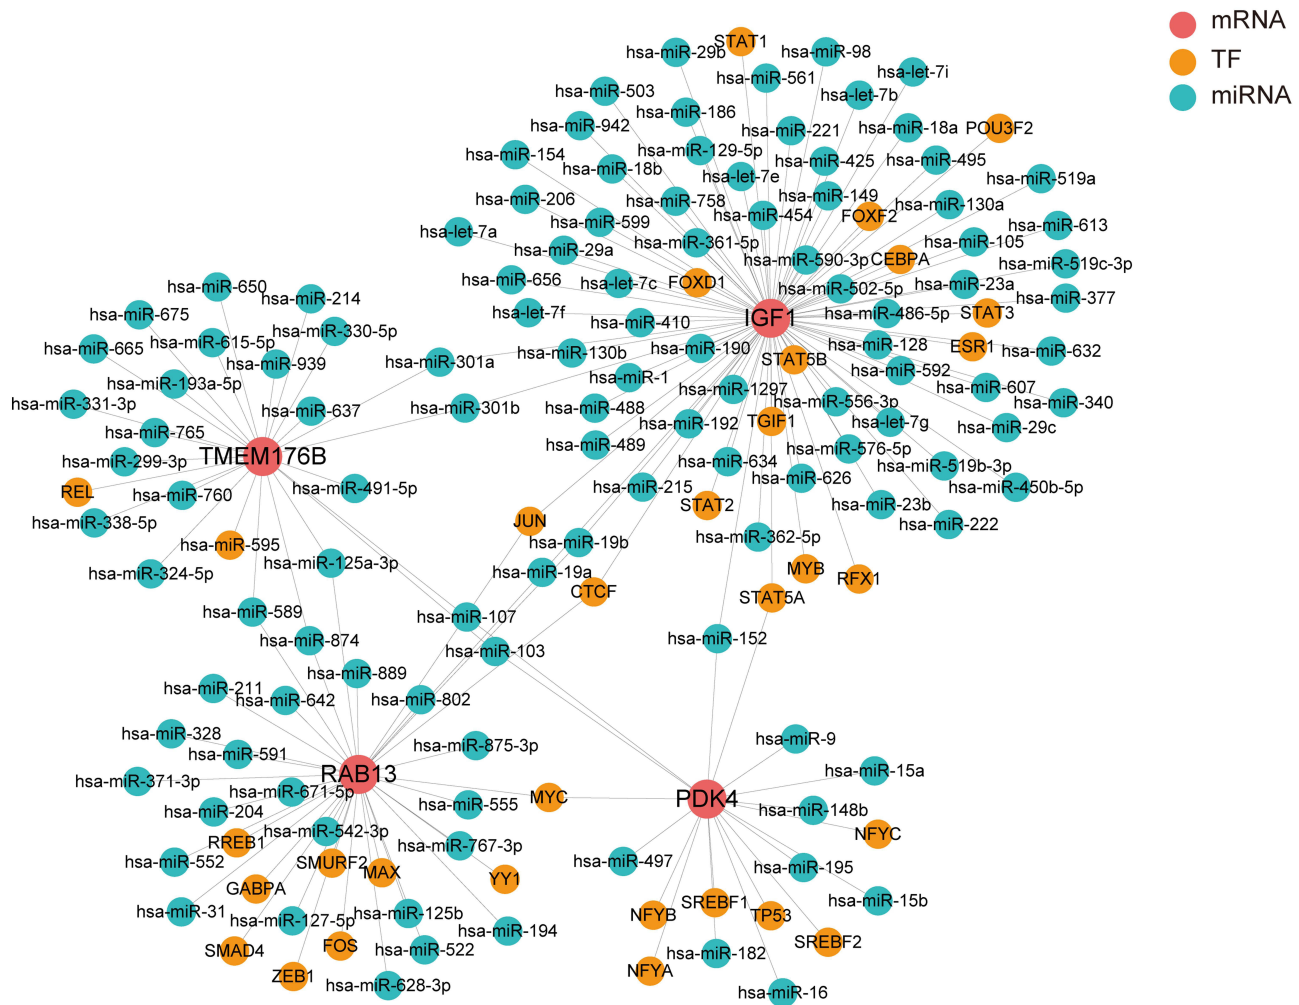 mRNA
TF
miRNA
STAT1
hsa-miR-29b
hsa-miR-98
hsa-miR-561
hsa-let-7i
hsa-miR-503
hsa-let-7b
hsa-miR-186
hsa-miR-942
hsa-miR-221
hsa-miR-18a
POU3F2
hsa-miR-129-5p
hsa-miR-154
hsa-miR-425
hsa-miR-495
hsa-miR-18b
hsa-let-7e
hsa-miR-519a
hsa-miR-206
hsa-miR-758
hsa-miR-149
hsa-miR-130a
hsa-miR-599
hsa-miR-454
FOXF2
hsa-miR-613
hsa-let-7a
hsa-miR-361-5p
hsa-miR-105
hsa-miR-29a
hsa-miR-590-3p
CEBPA
hsa-miR-519c-3p
hsa-miR-656
hsa-let-7c
FOXD1
hsa-miR-502-5p
hsa-miR-23a
hsa-miR-377
hsa-let-7f
hsa-miR-410
IGF1
hsa-miR-486-5p
STAT3
hsa-miR-650
hsa-miR-214
hsa-miR-675
hsa-miR-330-5p
hsa-miR-615-5p
hsa-miR-665
hsa-miR-939
hsa-miR-301a
hsa-miR-130b
hsa-miR-190
STAT5B
hsa-miR-128
ESR1
hsa-miR-632
hsa-miR-592
hsa-miR-193a-5p
hsa-miR-1
hsa-miR-1297
hsa-miR-607
hsa-miR-331-3p
hsa-miR-637
hsa-miR-301b
hsa-miR-488
hsa-miR-556-3p
hsa-miR-340
hsa-miR-192
TGIF1
hsa-let-7g
hsa-miR-29c
hsa-miR-765
hsa-miR-489
hsa-miR-576-5p
TMEM176B
hsa-miR-299-3p
hsa-miR-634
hsa-miR-519b-3p
hsa-miR-626
REL
hsa-miR-760
hsa-miR-491-5p
hsa-miR-215
hsa-miR-450b-5p
STAT2
hsa-miR-23b
hsa-miR-338-5p
JUN
hsa-miR-222
hsa-miR-595
hsa-miR-19b
hsa-miR-362-5p
hsa-miR-324-5p
hsa-miR-125a-3p
hsa-miR-19a
MYB
RFX1
CTCF
STAT5A
hsa-miR-589
hsa-miR-107
hsa-miR-874
hsa-miR-152
hsa-miR-103
hsa-miR-889
hsa-miR-211
hsa-miR-642
hsa-miR-802
hsa-miR-328
hsa-miR-591
hsa-miR-875-3p
hsa-miR-9
RAB13
hsa-miR-371-3p
hsa-miR-15a
hsa-miR-671-5p
MYC
PDK4
hsa-miR-204
hsa-miR-555
hsa-miR-148b
hsa-miR-542-3p
NFYC
RREB1
hsa-miR-767-3p
hsa-miR-552
SMURF2
MAX
hsa-miR-497
hsa-miR-195
YY1
GABPA
hsa-miR-15b
SREBF1
hsa-miR-31
hsa-miR-127-5p
hsa-miR-125b
NFYB
TP53
hsa-miR-194
SMAD4
FOS
hsa-miR-522
SREBF2
hsa-miR-182
ZEB1
NFYA
hsa-miR-628-3p
hsa-miR-16